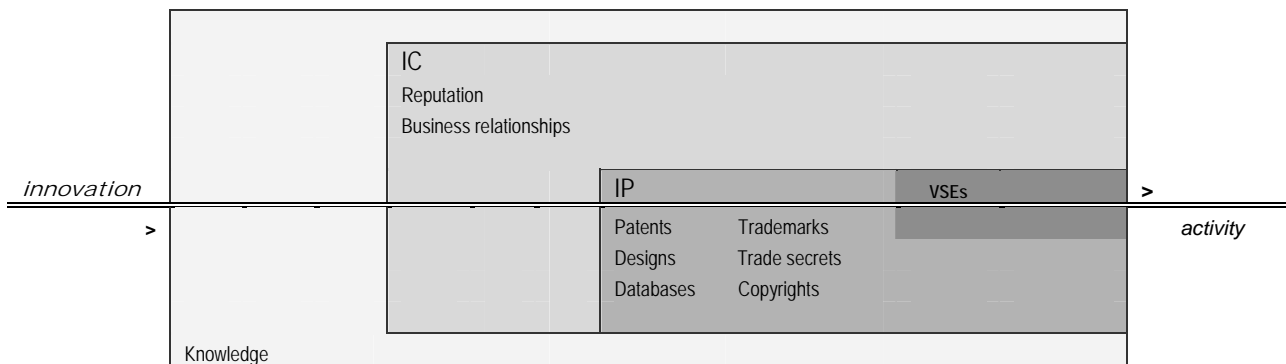 IC
Reputation
Business relationships
innovation
IP
VSEs
>
>
Patents Trademarks
activity
Designs Trade secrets
Databases Copyrights
Knowledge